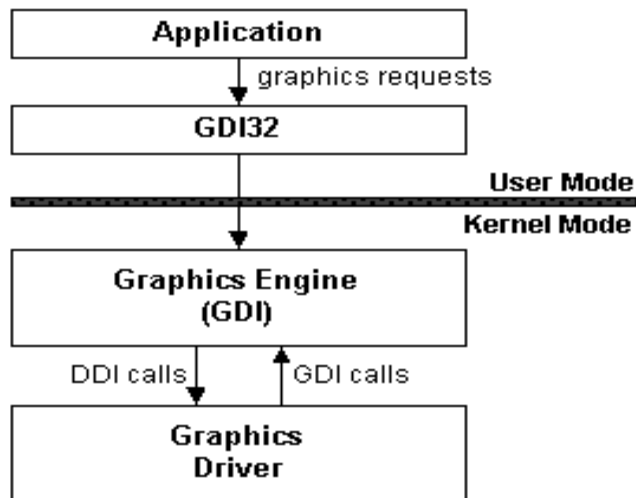 Application
graphics requests
GDI32
User Mode
Kernel Mode
Graphics Engine
(GDI)
DDI calls
GDI calls
Graphics
Driver